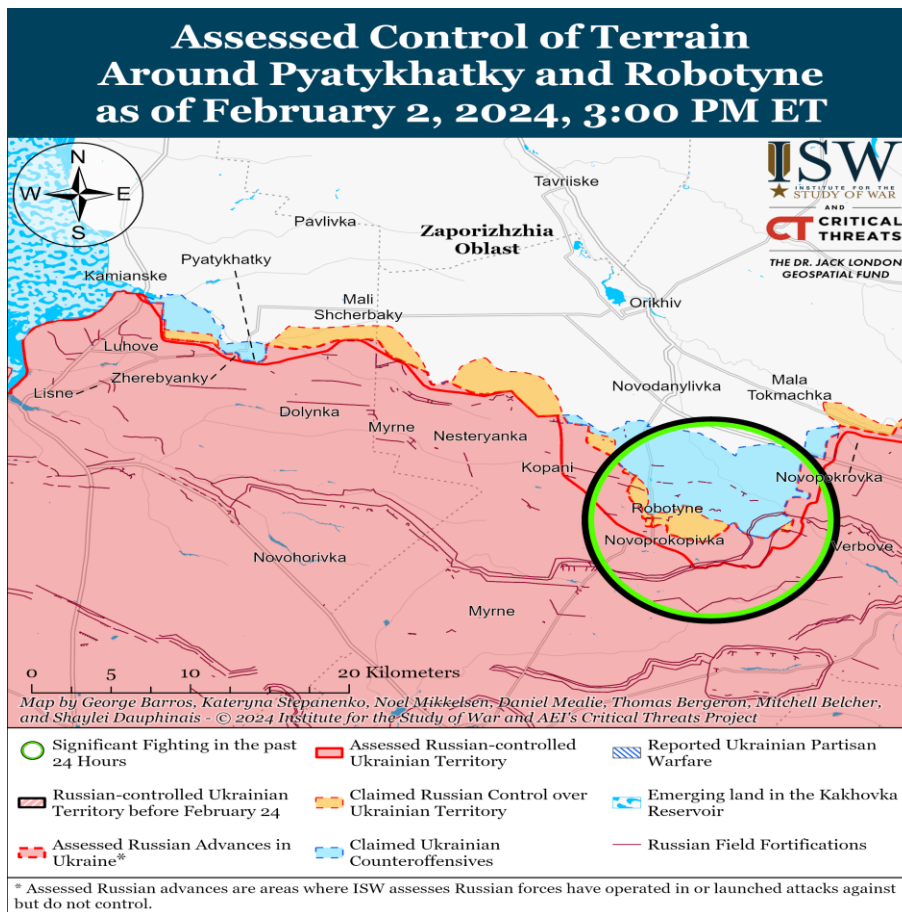 Assessed Control of Terrain
Around Pyatykhatky and Robotyne
as of February 2, 2024, 3:00 PM ET
N
W E
S
ISW
INSTITUTE FOR THE
STUDY OF WAR
AND
CT CRITICAL
THREATS
THE DR. JACK LONDON
GEOSPATIAL FUND
Tavriiske
Pavlivka
Zaporizhzhia
Oblast
Pyatykhatky
Kamianske
Mali
Shcherbaky
Orikhiv
Luhove
Zherebyanky
Lisne
Novodanylivka
Mala
Tokmachka
Dolynka
Myrne
Nesteryanka
Kopani
Novopokrovka
Robotyne
Novoprokopivka
Verbove
Novohorivka
Myrne
0 5 10 20 Kilometers
Map by George Barros, Kateryna Stepanenko, Noel Mikkelsen, Daniel Mealie, Thomas Bergeron, Mitchell Belcher,
and Shaylei Dauphinais - © 2024 Institute for the Study of War and AEI's Critical Threats Project
Significant Fighting in the past
24 Hours
Assessed Russian-controlled
Ukrainian Territory
Reported Ukrainian Partisan
Warfare
Russian-controlled Ukrainian
Territory before February 24
Claimed Russian Control over
Ukrainian Territory
Emerging land in the Kakhovka
Reservoir
Assessed Russian Advances in
Ukraine*
Claimed Ukrainian
Counteroffensives
Russian Field Fortifications
* Assessed Russian advances are areas where ISW assesses Russian forces have operated in or launched attacks against
but do not control.